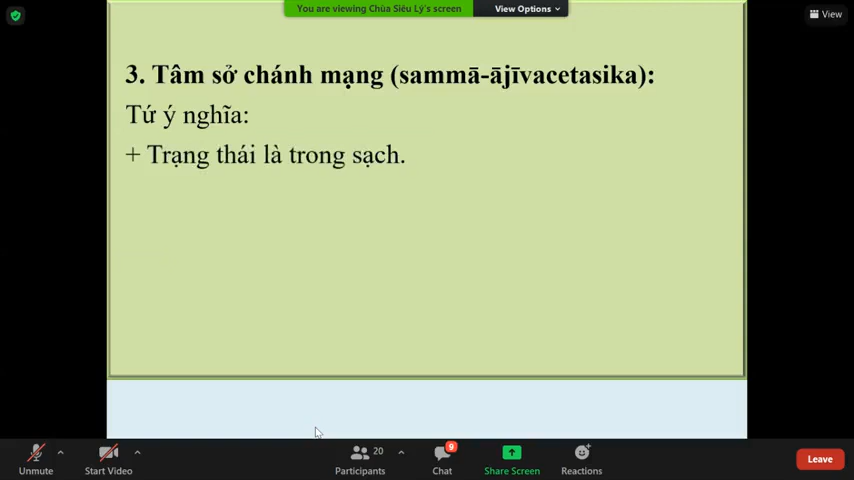 You are viewing Chùa Siêu Lý's screen
View Options
View
3. Tâm sở chánh mạng (sammā-ājīvacetasika):
Tứ ý nghĩa:
+ Trạng thái là trong sạch.
Unmute
Start Video
20
Participants
9
Chat
Share Screen
Reactions
Leave